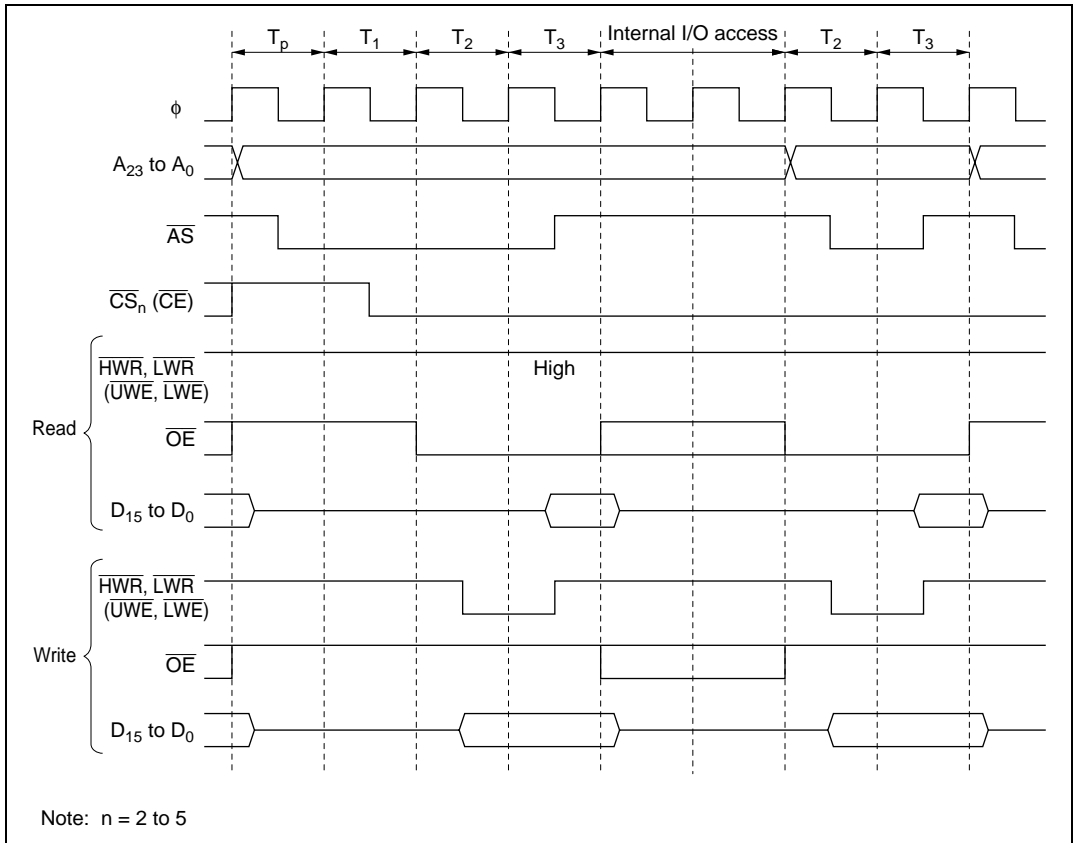 Tp T1 T2 T3 Internal I/O access T2 T3
φ
A23 to A0
AS
CSn (CE)
HWR, LWR
(UWE, LWE)
High
Read
OE
D15 to D0
HWR, LWR
(UWE, LWE)
Write
OE
D15 to D0
Note: n = 2 to 5